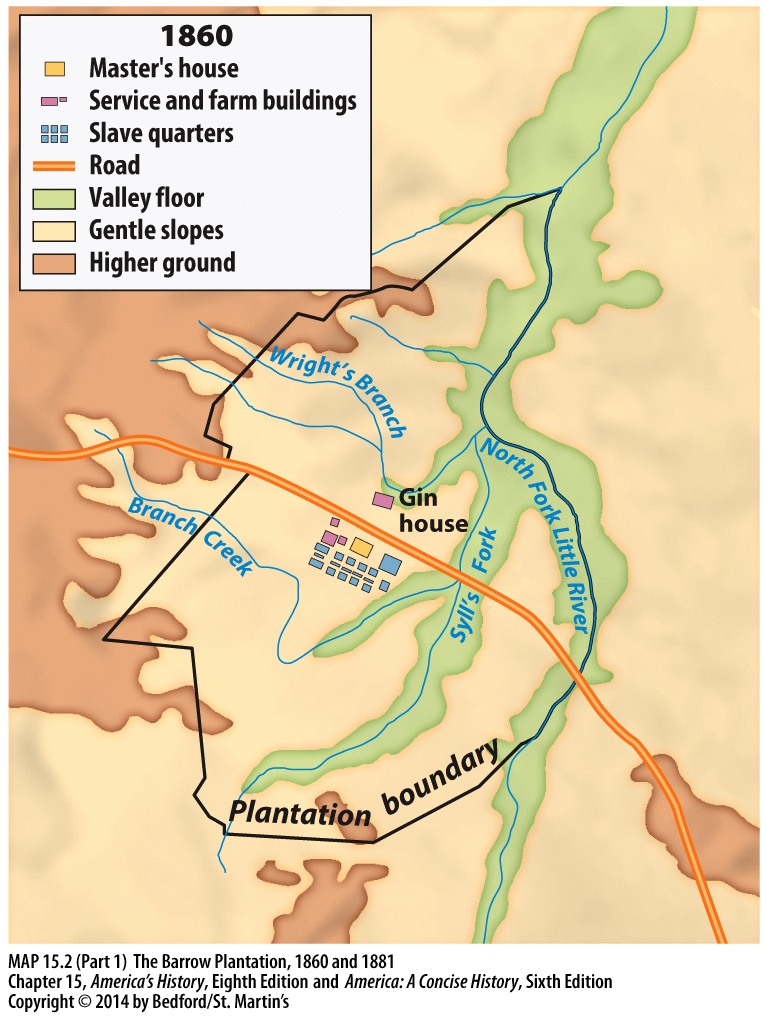 1860
Master's house
Service and farm buildings
Slave quarters
Road
Valley floor
Gentle slopes
Higher ground
Wright's Branch
North Fork Little River
Gin
house
Branch Creek
Syll's Fork
Plantation boundary
MAP 15.2 (Part 1) The Barrow Plantation, 1860 and 1881
Chapter 15, America's History, Eighth Edition and America: A Concise History, Sixth Edition
Copyright © 2014 by Bedford/St. Martin's